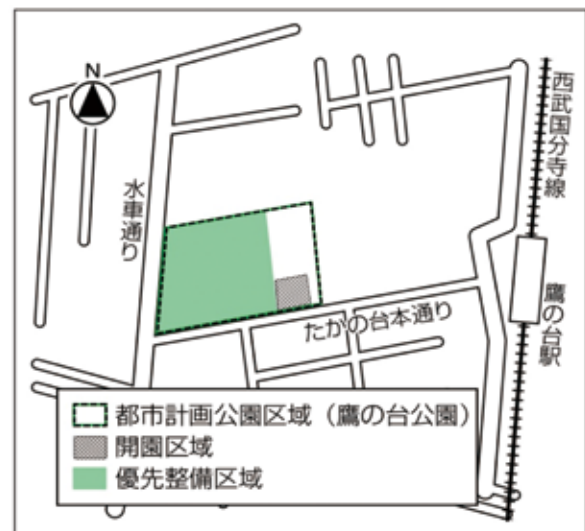 N
西武国分寺線
水車通り
鷹の台駅
たかの台本通り
都市計画公園区域（鷹の台公園）
開園区域
優先整備区域